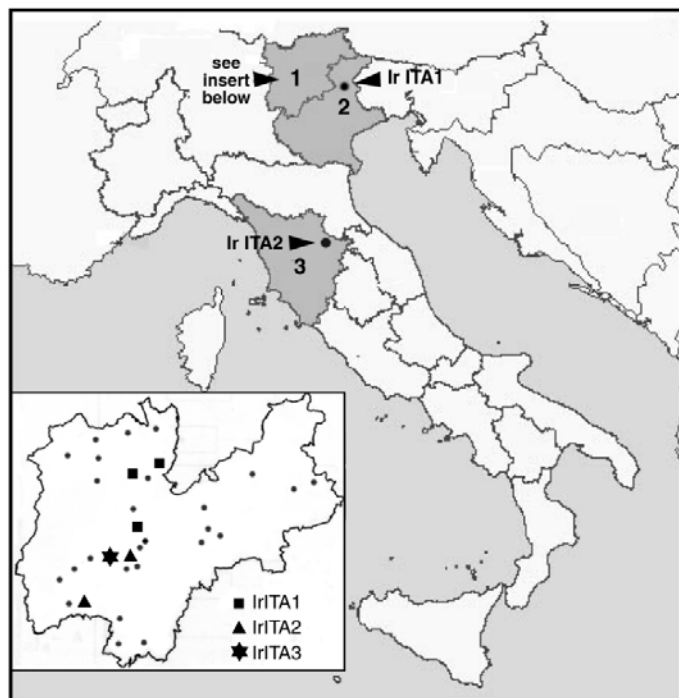 see
insert
below
1
Ir ITA1
2
Ir ITA2
3
IrITA1
IrITA2
IrITA3